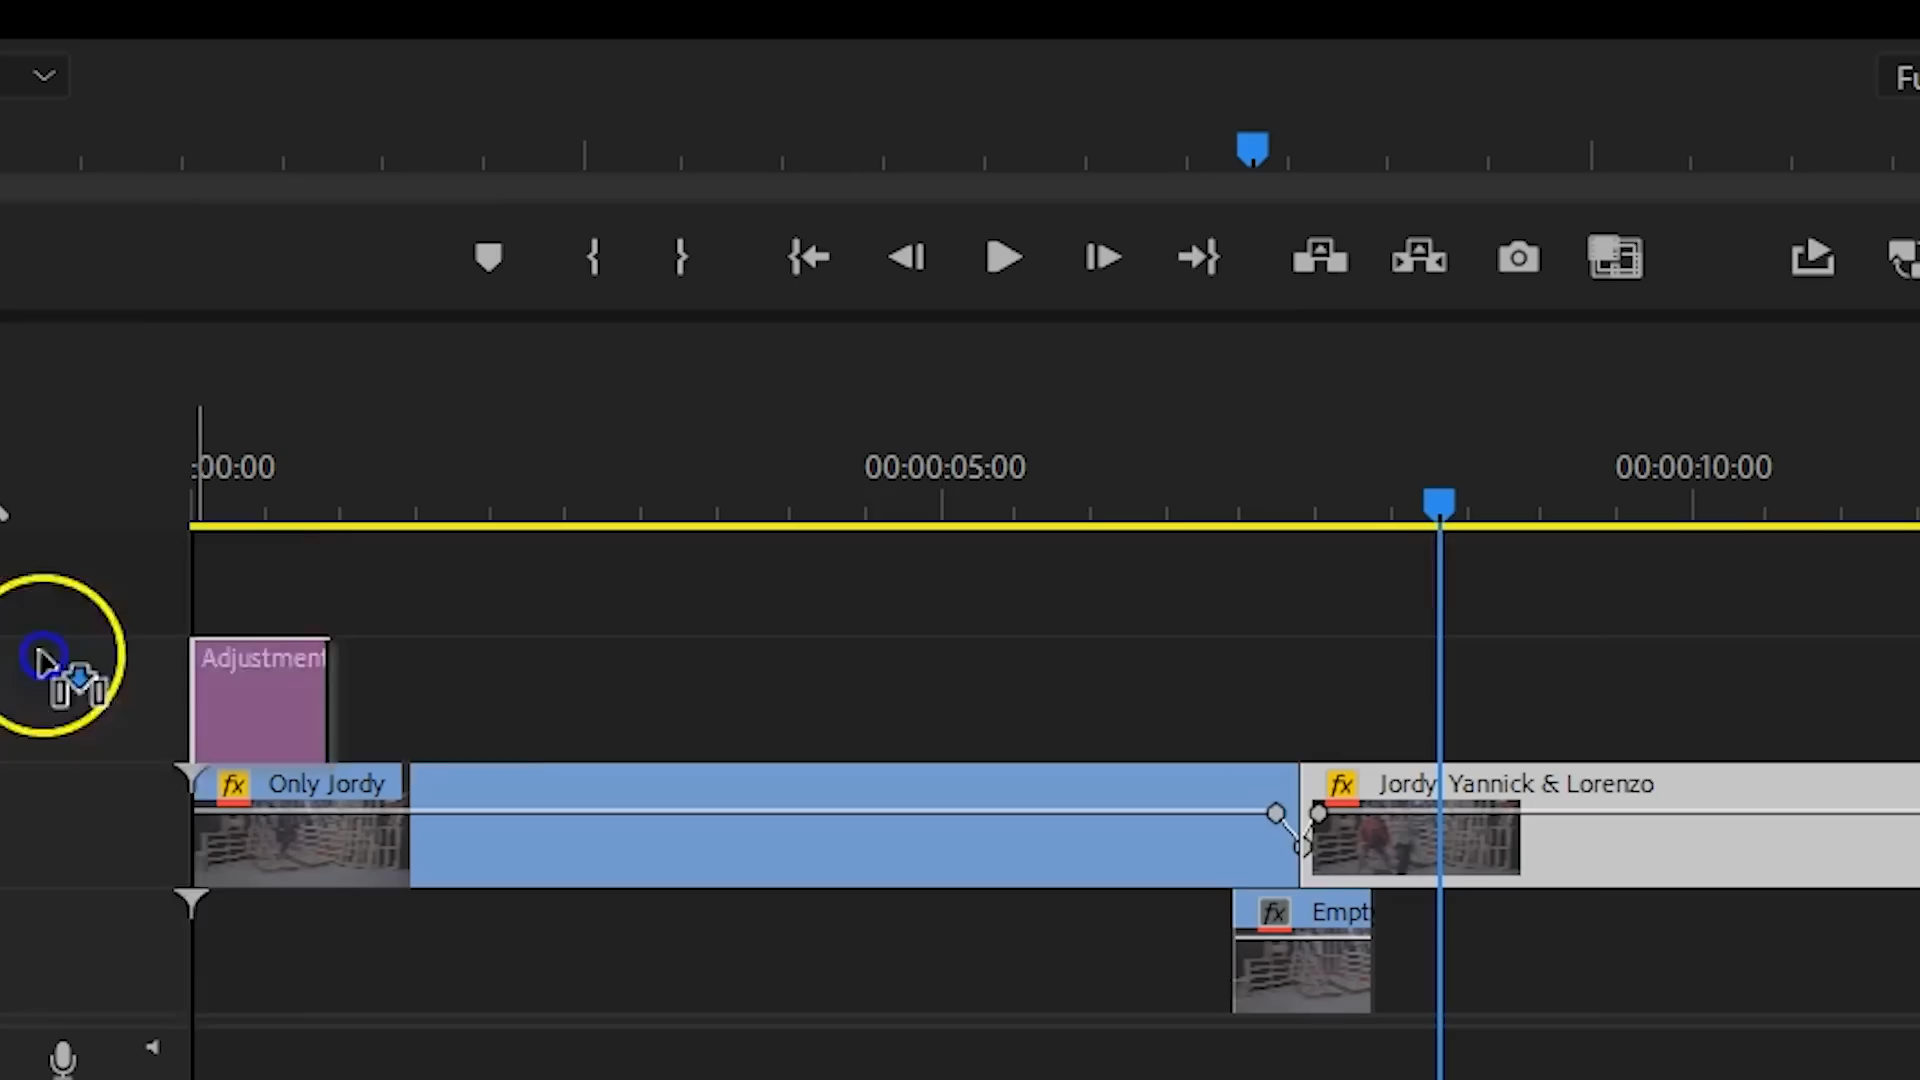 :00:00
00:00:05:00
00:00:10:00
Adjustment
fx Only Jordy
fx Jordy, Yannick & Lorenzo
fx Empt